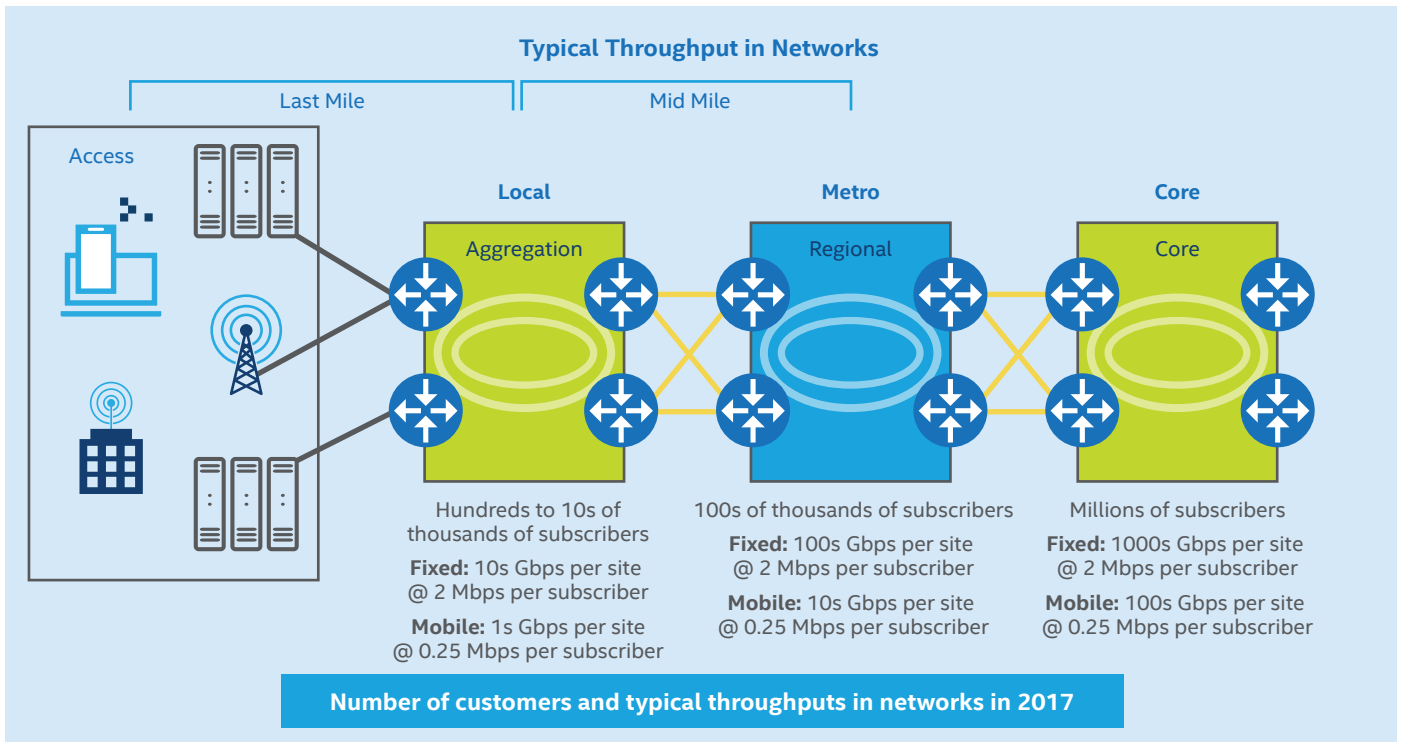 Typical Throughput in Networks
Last Mile
Mid Mile
Access
Local
Aggregation
Hundreds to 10s of
thousands of subscribers
Fixed: 10s Gbps per site
@ 2 Mbps per subscriber
Mobile: 1s Gbps per site
@ 0.25 Mbps per subscriber
Metro
Regional
100s of thousands of subscribers
Fixed: 100s Gbps per site
@ 2 Mbps per subscriber
Mobile: 10s Gbps per site
@ 0.25 Mbps per subscriber
Core
Core
Millions of subscribers
Fixed: 1000s Gbps per site
@ 2 Mbps per subscriber
Mobile: 100s Gbps per site
@ 0.25 Mbps per subscriber
Number of customers and typical throughputs in networks in 2017